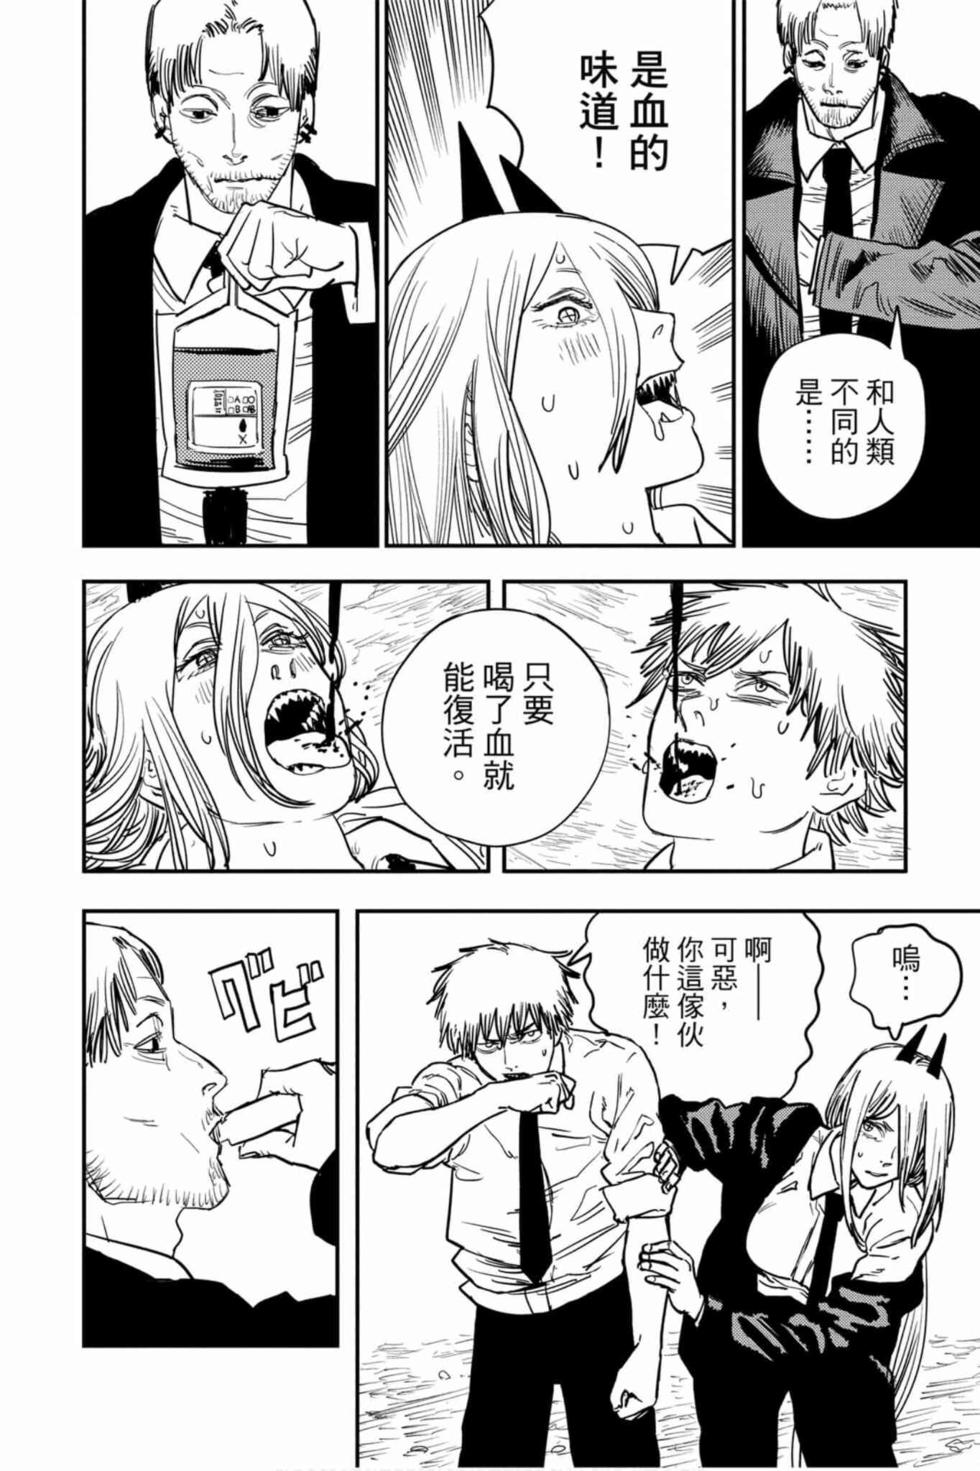 和人類
不同的
是……
是血的
味道！
A
O
B
AB
X
只要
喝了血就
能復活。
嗚…
啊——
可惡，
你這傢伙
做什麼！
グビ